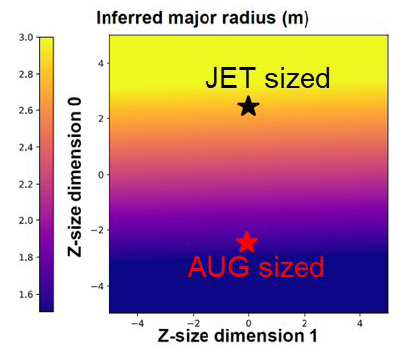 Inferred major radius (m)
3.0
2.8
2.6
2.4
2.2
2.0
1.8
1.6
Z-size dimension 0
4
2
0
−2
−4
JET sized
AUG sized
−4 −2 0 2 4
Z-size dimension 1